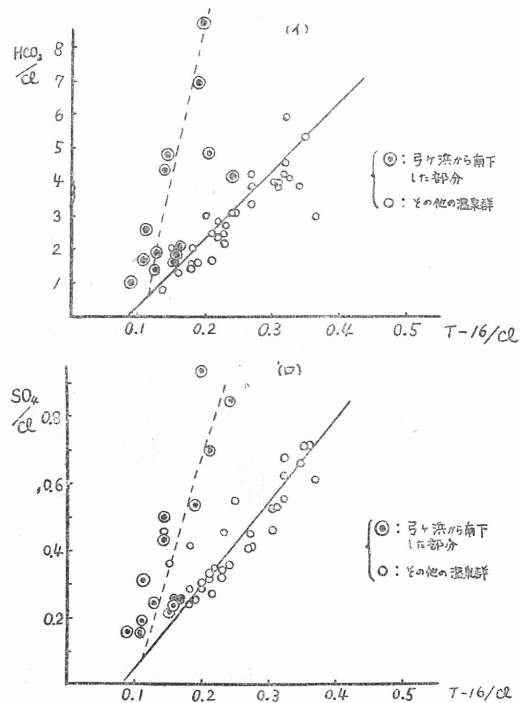 (イ)
HCO₃/Cl
8
7
6
5
4
3
2
1
◎：弓ヶ浜から南下
した部分
○：その他の温泉群
0.1
0.2
0.3
0.4
0.5
T-16/Cl
(ロ)
SO₄/Cl
0.8
0.6
0.4
0.2
◎：弓ヶ浜から南下
した部分
○：その他の温泉群
0.1
0.2
0.3
0.4
0.5
T-16/Cl